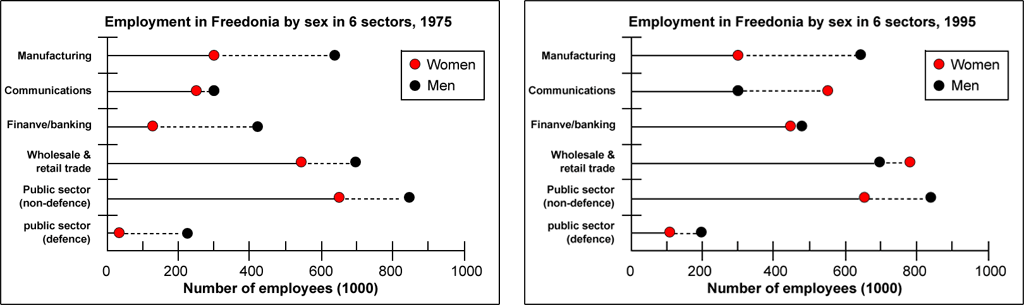 Employment in Freedonia by sex in 6 sectors, 1975
Manufacturing
Communications
Finanve/banking
Wholesale &
retail trade
Public sector
(non-defence)
public sector
(defence)
Women
Men
0 200 400 600 800 1000
Number of employees (1000)
Employment in Freedonia by sex in 6 sectors, 1995
Manufacturing
Communications
Finanve/banking
Wholesale &
retail trade
Public sector
(non-defence)
public sector
(defence)
Women
Men
0 200 400 600 800 1000
Number of employees (1000)